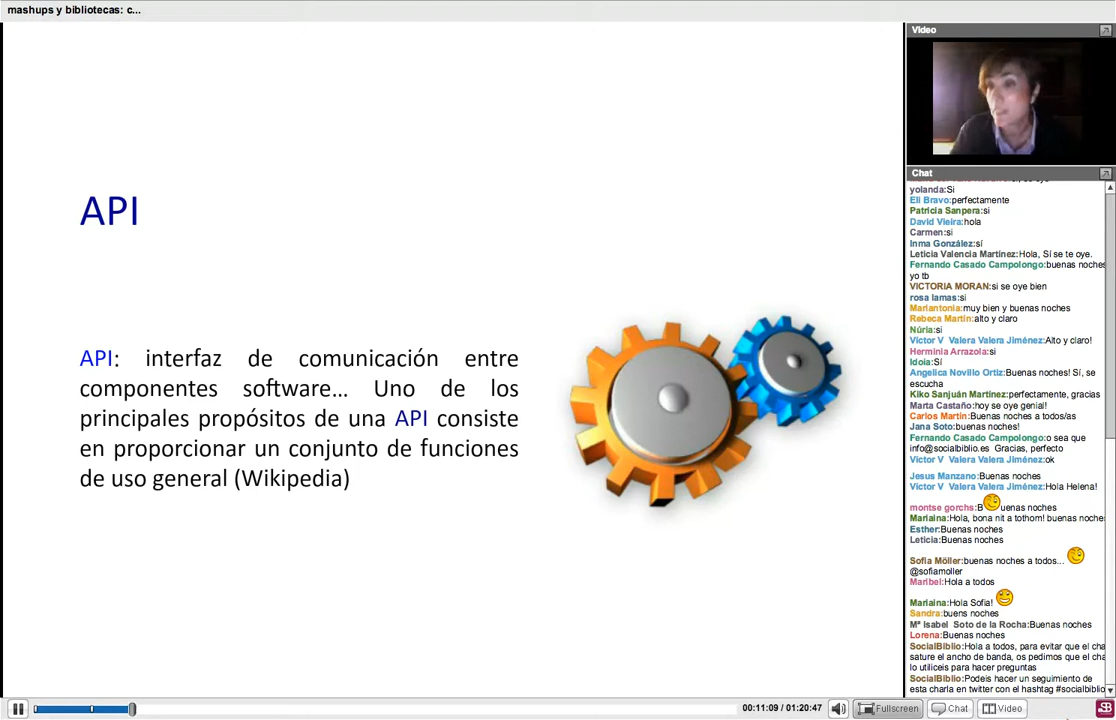 mashups y bibliotecas: c...
API
API: interfaz de comunicación entre
componentes software... Uno de los
principales propósitos de una API consiste
en proporcionar un conjunto de funciones
de uso general (Wikipedia)
Video
Chat
yolanda:Si
Eli Bravo:perfectamente
Patricia Sanpera:si
David Vieira:hola
Carmen:si
Inma González:sí
Leticia Valencia Martínez:Hola, Sí se te oye.
Fernando Casado Campolongo:buenas noches
yo tb
VICTORIA MORAN:si se oye bien
rosa lamas:si
Mariantonia:muy bien y buenas noches
Rebeca Martín:alto y claro
Núria:si
Victor V Valera Valera Jiménez:Alto y claro!
Herminia Arrazola:si
Idoia:Sí
Angelica Novillo Ortiz:Buenas noches! Sí, se
escucha
Kiko Sanjuán Martínez:perfectamente, gracias
Marta Castaño:hoy se oye genial!
Carlos Martin:Buenas noches a todos/as
Jana Soto:buenas noches!
Fernando Casado Campolongo:o sea que
info@socialbiblio.es Gracias, perfecto
Victor V Valera Valera Jiménez:ok
Jesus Manzano:Buenas noches
Victor V Valera Valera Jiménez:Hola Helena!
montse gorchs:B uenas noches
Mariaina:Hola, bona nit a tothom! buenas noche
Esther:Buenas noches
Leticia:Buenas noches
Sofia Möller:buenas noches a todos...
@sofiamoller
Maribel:Hola a todos
Mariaina:Hola Sofia!
Sandra:buens noches
Mª Isabel Soto de la Rocha:Buenas noches
Lorena:Buenas noches
SocialBiblio:Hola a todos, para evitar que el cha
sature el ancho de banda, os pedimos que el cha
lo utiliceis para hacer preguntas
SocialBiblio:Podeis hacer un seguimiento de
esta charla en twitter con el hashtag #socialbiblio
00:11:09 / 01:20:47
Fullscreen
Chat
Video
SB